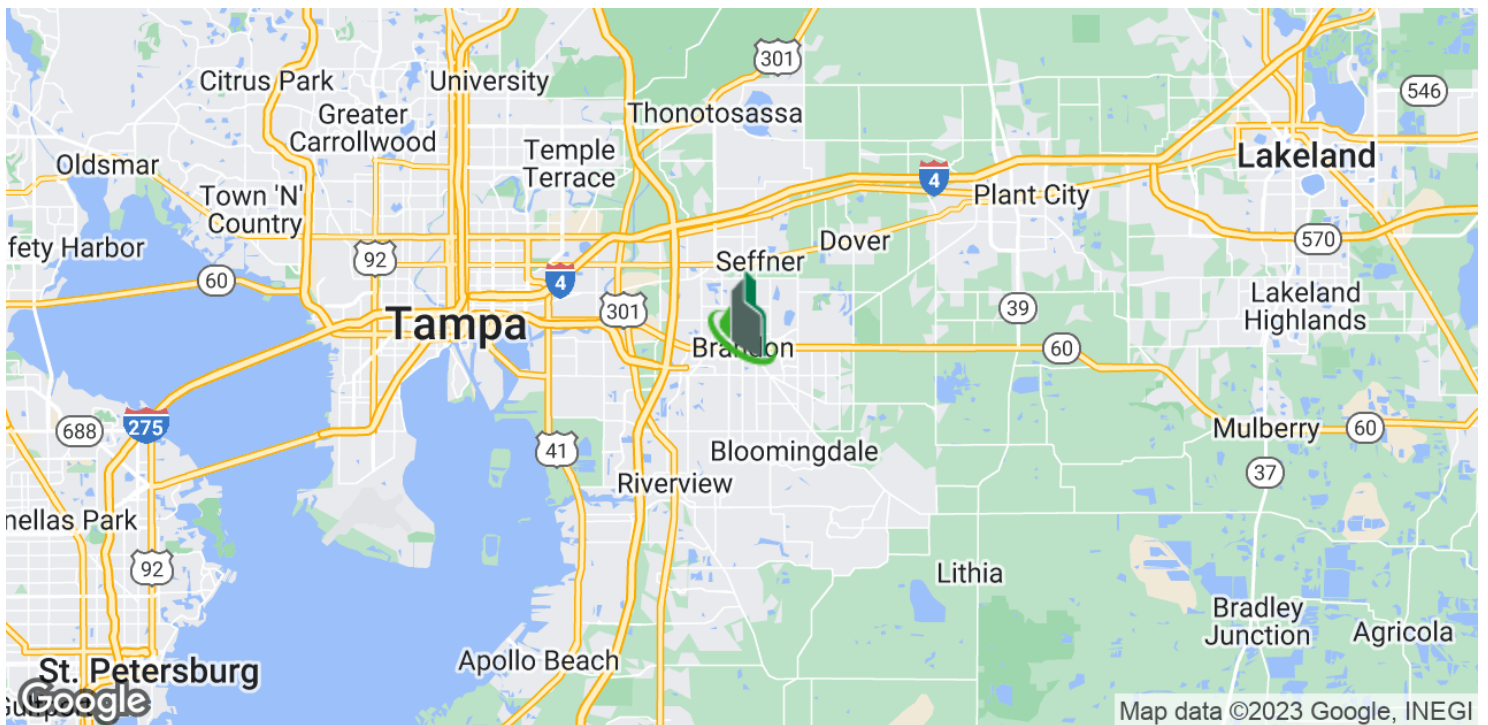 301
Citrus Park
University
546
Greater
Carrollwood
Thonotosassa
Oldsmar
Temple
Terrace
Lakeland
4
Town 'N'
Country
Plant City
fety Harbor
92
Dover
570
60
4
Seffner
301
39
Lakeland
Highlands
Tampa
Brandon
60
688
275
Mulberry
60
41
Bloomingdale
37
Riverview
nellas Park
92
Lithia
Bradley
Junction
Agricola
Apollo Beach
St. Petersburg
Gulfport
Google
Map data ©2023 Google, INEGI